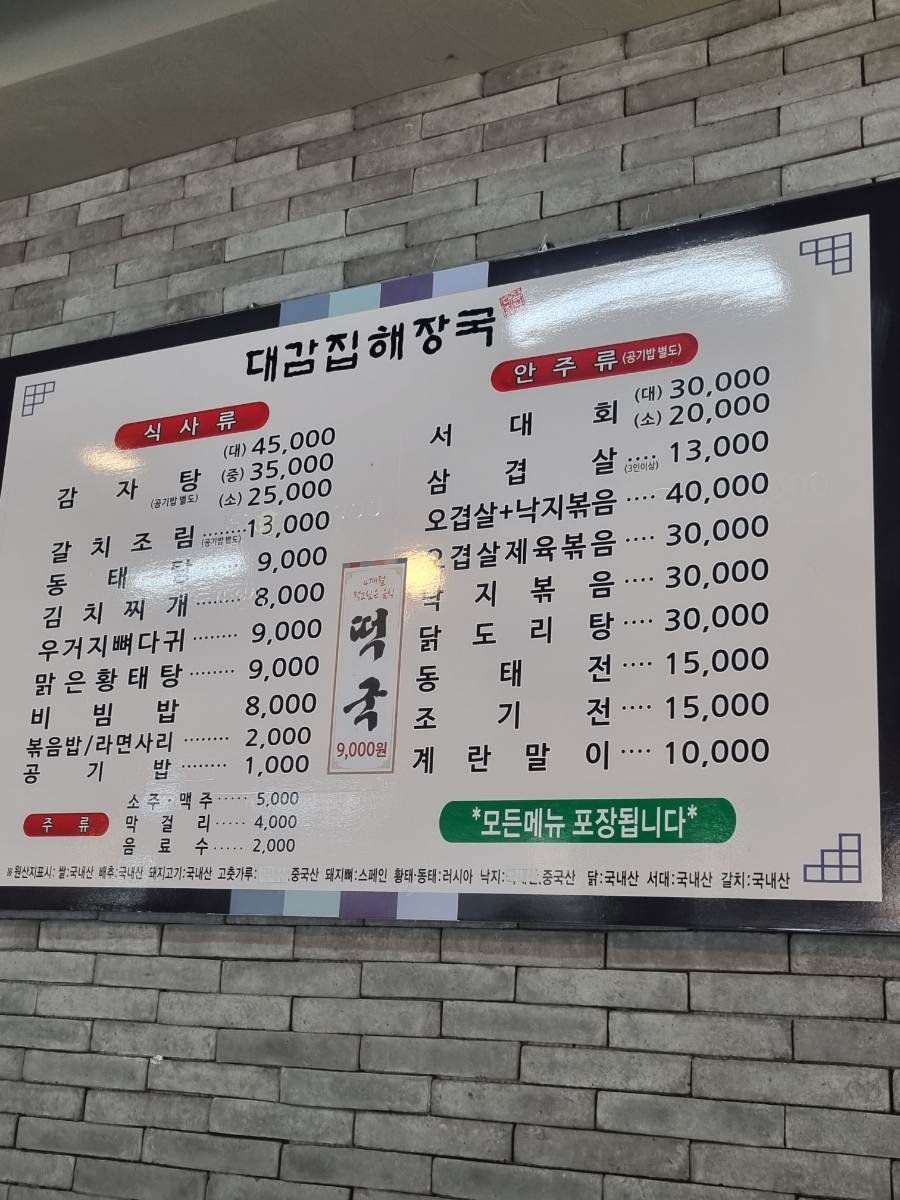 대감집해장국
식사류
감자탕 (공기밥 별도) (대) 45,000
(중) 35,000
(소) 25,000
갈치조림 ........ (공기밥 별도) 13,000
동태탕 9,000
김치찌개 ........ 8,000
우거지뼈다귀 ........ 9,000
맑은황태탕 ........ 9,000
비빔밥 8,000
볶음밥/라면사리 ........ 2,000
공기밥 ........ 1,000
주류
소주·맥주 ..... 5,000
막걸리 ..... 4,000
음료수 ..... 2,000
4계절
떡국
9,000원
안주류 (공기밥 별도)
서대회 (대) 30,000
(소) 20,000
삼겹살 .... (3인이상) 13,000
오겹살+낙지볶음 .... 40,000
오겹살제육볶음 .... 30,000
낙지볶음 .... 30,000
닭도리탕 .... 30,000
동태전 .... 15,000
조기전 .... 15,000
계란말이 .... 10,000
*모든메뉴 포장됩니다*
※원산지표시: 쌀:국내산 배추:국내산 돼지고기:국내산 고춧가루: ,중국산 돼지뼈:스페인 황태·동태:러시아 낙지: ,중국산 닭:국내산 서대:국내산 갈치:국내산